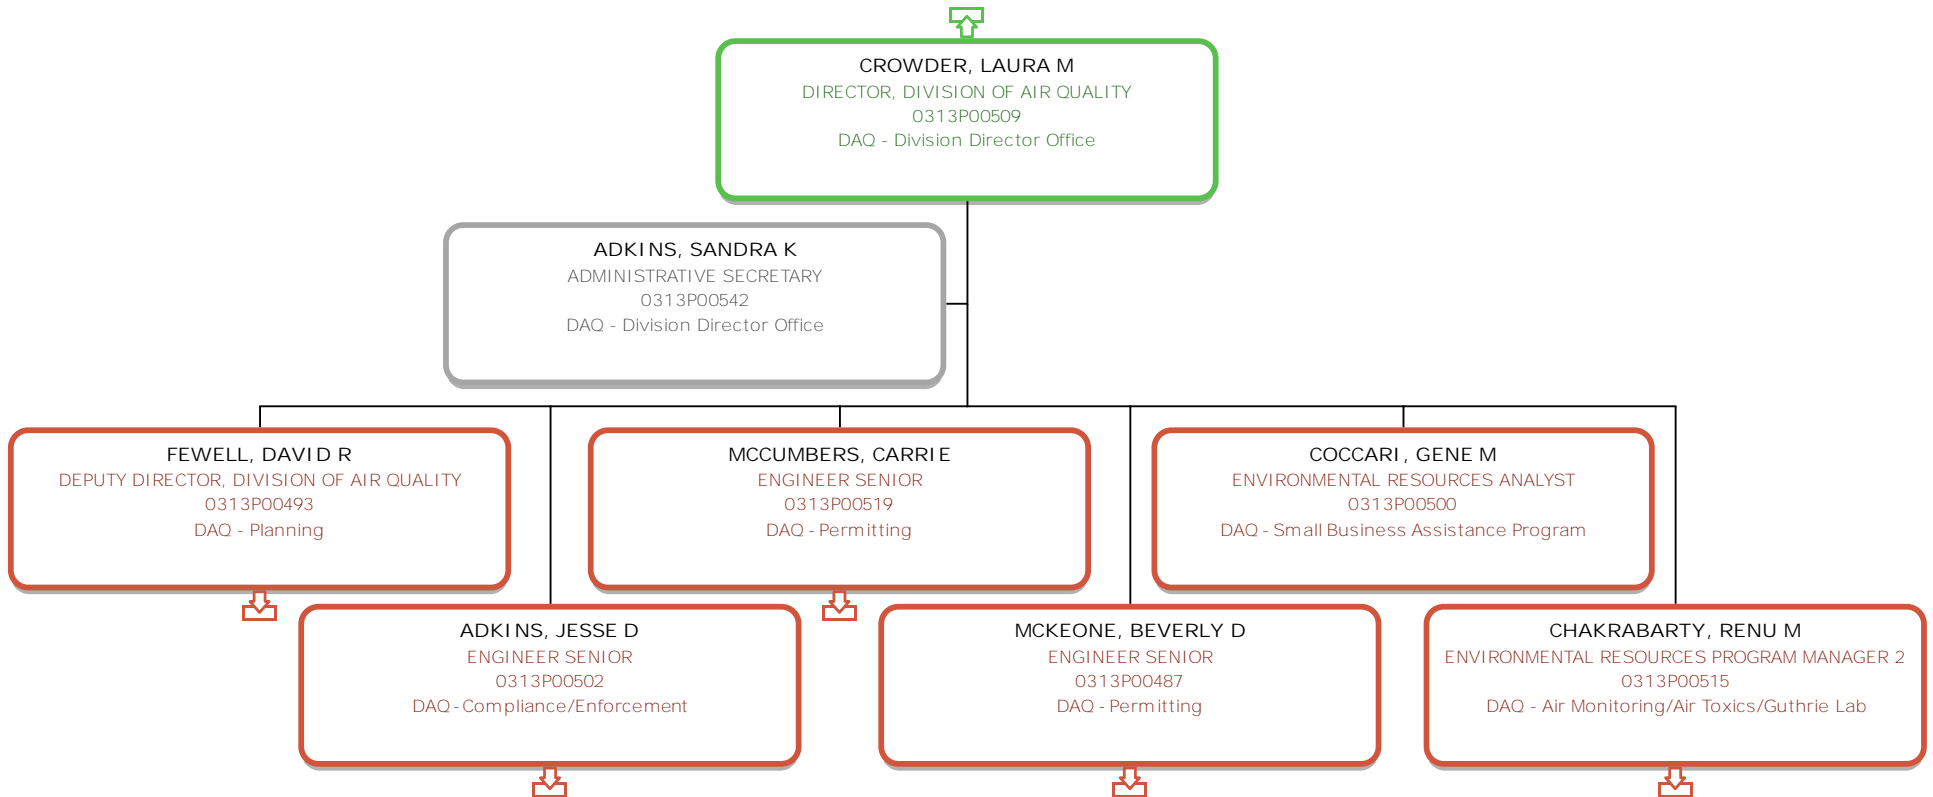 CROWDER, LAURA M
DIRECTOR, DIVISION OF AIR QUALITY
0313P00509
DAQ - Division Director Office
ADKINS, SANDRA K
ADMINISTRATIVE SECRETARY
0313P00542
DAQ - Division Director Office
FEWELL, DAVID R
DEPUTY DIRECTOR, DIVISION OF AIR QUALITY
0313P00493
DAQ - Planning
MCCUMBERS, CARRIE
ENGINEER SENIOR
0313P00519
DAQ - Permitting
COCCARI, GENE M
ENVIRONMENTAL RESOURCES ANALYST
0313P00500
DAQ - Small Business Assistance Program
ADKINS, JESSE D
ENGINEER SENIOR
0313P00502
DAQ - Compliance/Enforcement
MCKEONE, BEVERLY D
ENGINEER SENIOR
0313P00487
DAQ - Permitting
CHAKRABARTY, RENU M
ENVIRONMENTAL RESOURCES PROGRAM MANAGER 2
0313P00515
DAQ - Air Monitoring/Air Toxics/Guthrie Lab